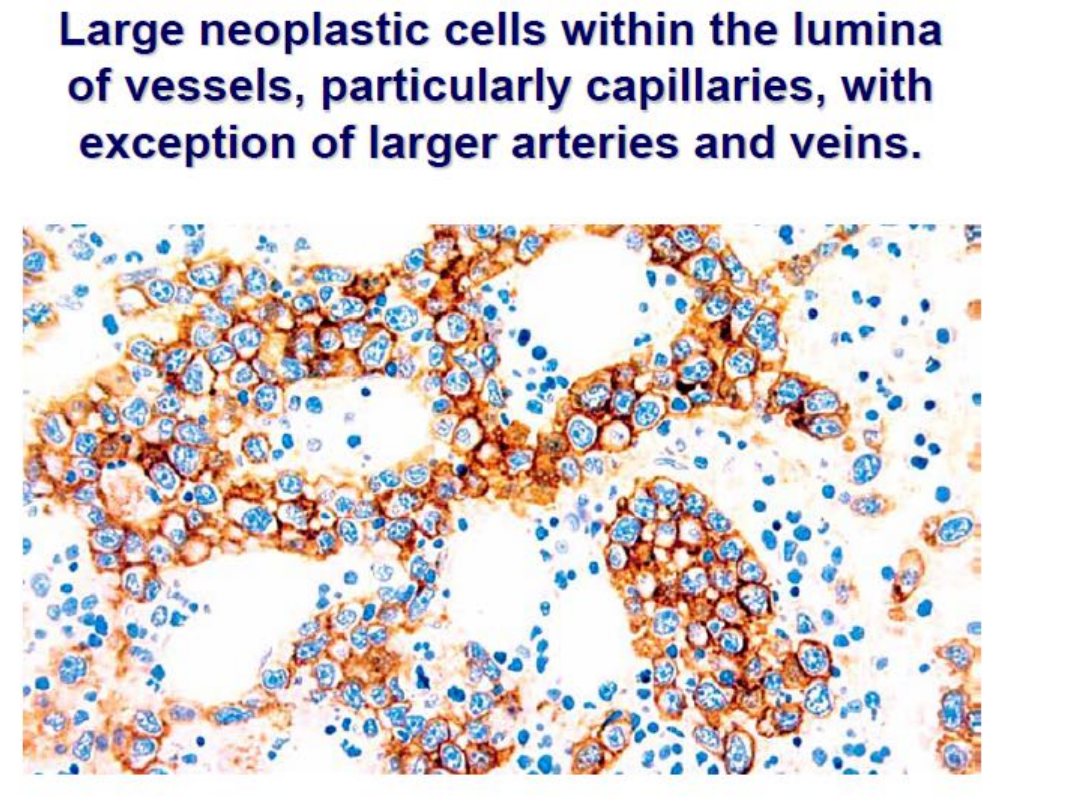 Large neoplastic cells within the lumina
of vessels, particularly capillaries, with
exception of larger arteries and veins.